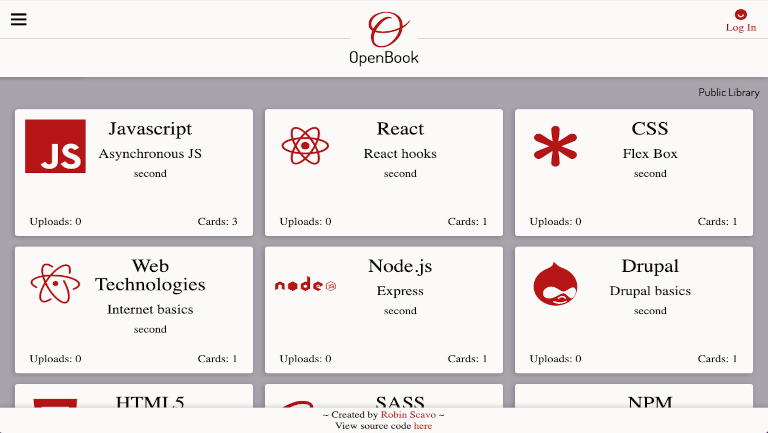 Log In
OpenBook
Public Library
JS
Javascript
Asynchronous JS
second
Uploads: 0
Cards: 3
React
React hooks
second
Uploads: 0
Cards: 1
CSS
Flex Box
second
Uploads: 0
Cards: 1
Web
Technologies
Internet basics
second
Uploads: 0
Cards: 1
node
Node.js
Express
second
Uploads: 0
Cards: 1
Drupal
Drupal basics
second
Uploads: 0
Cards: 1
HTML5
SASS
NPM
~ Created by Robin Scavo ~
View source code here